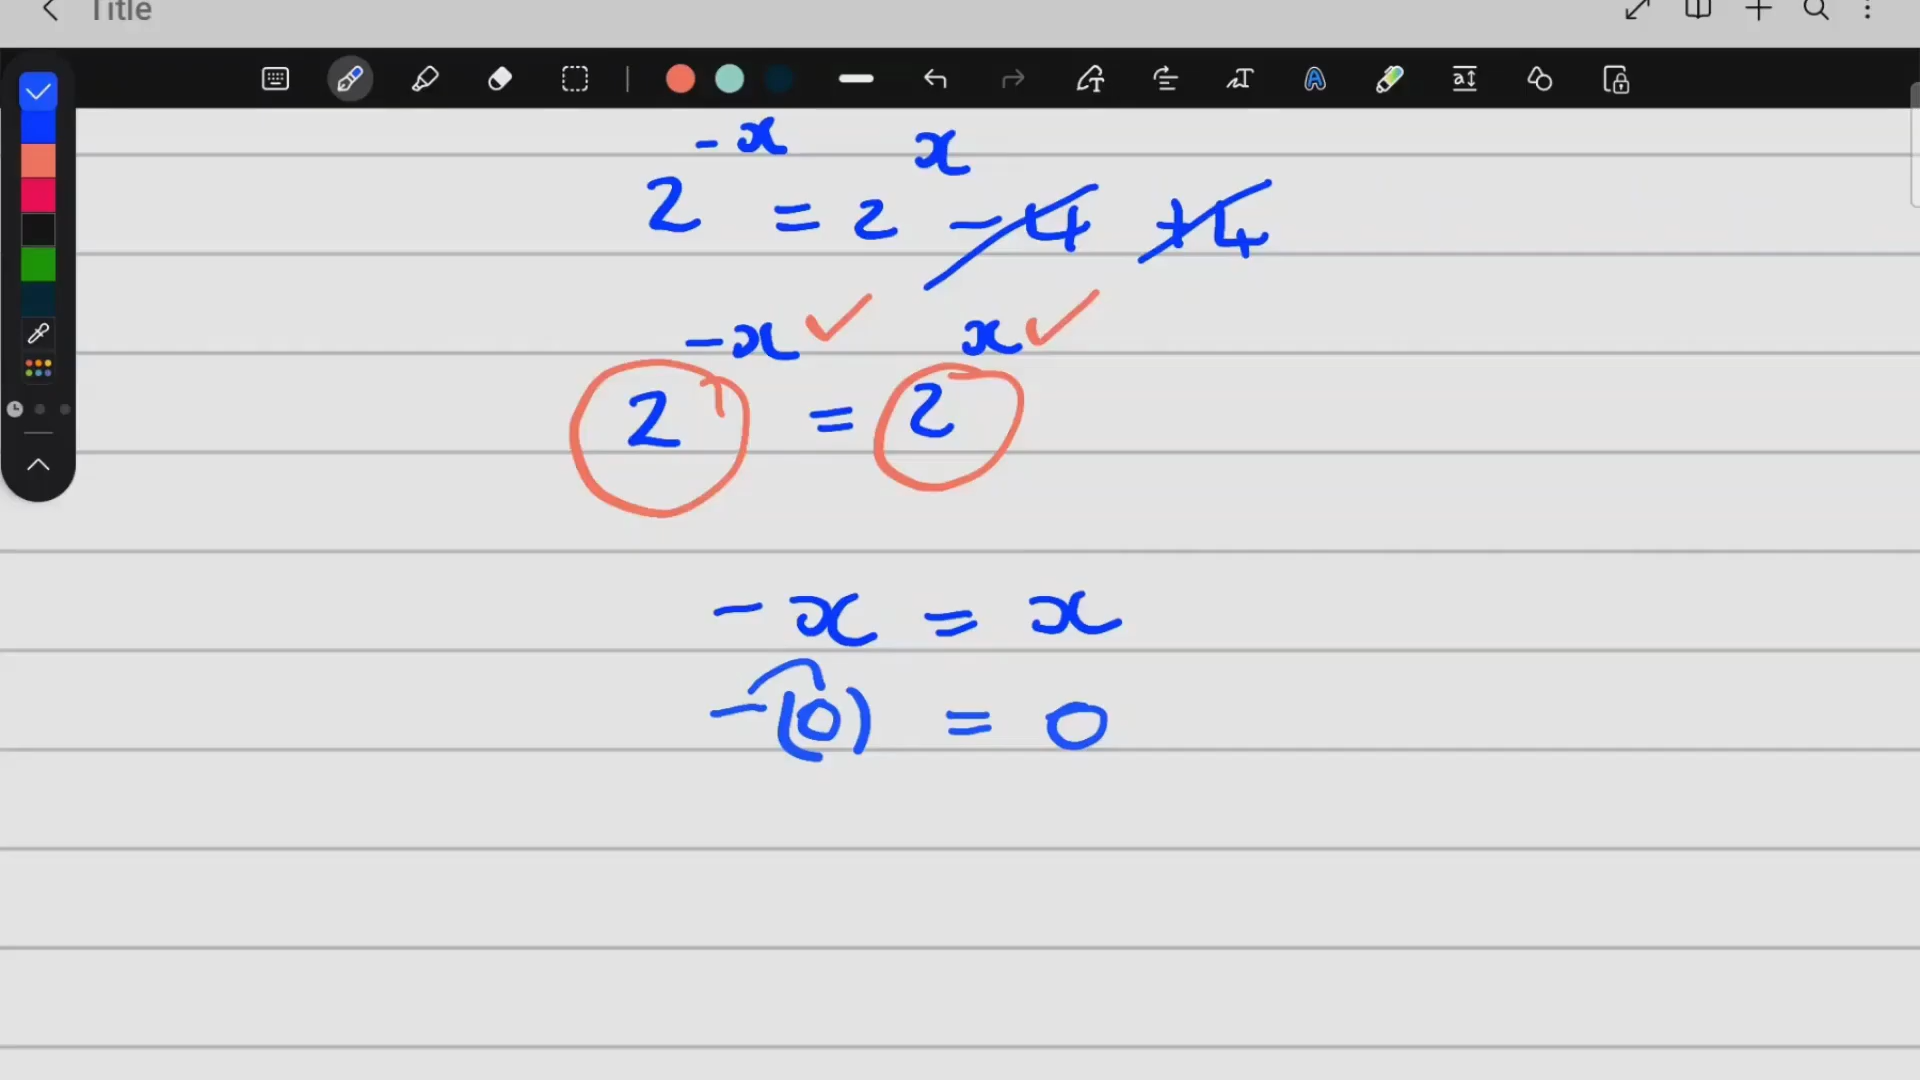 Title
2^-x = 2^x - 4 + 4
2^-x ✓ = 2^x ✓
-x = x
-(0) = 0